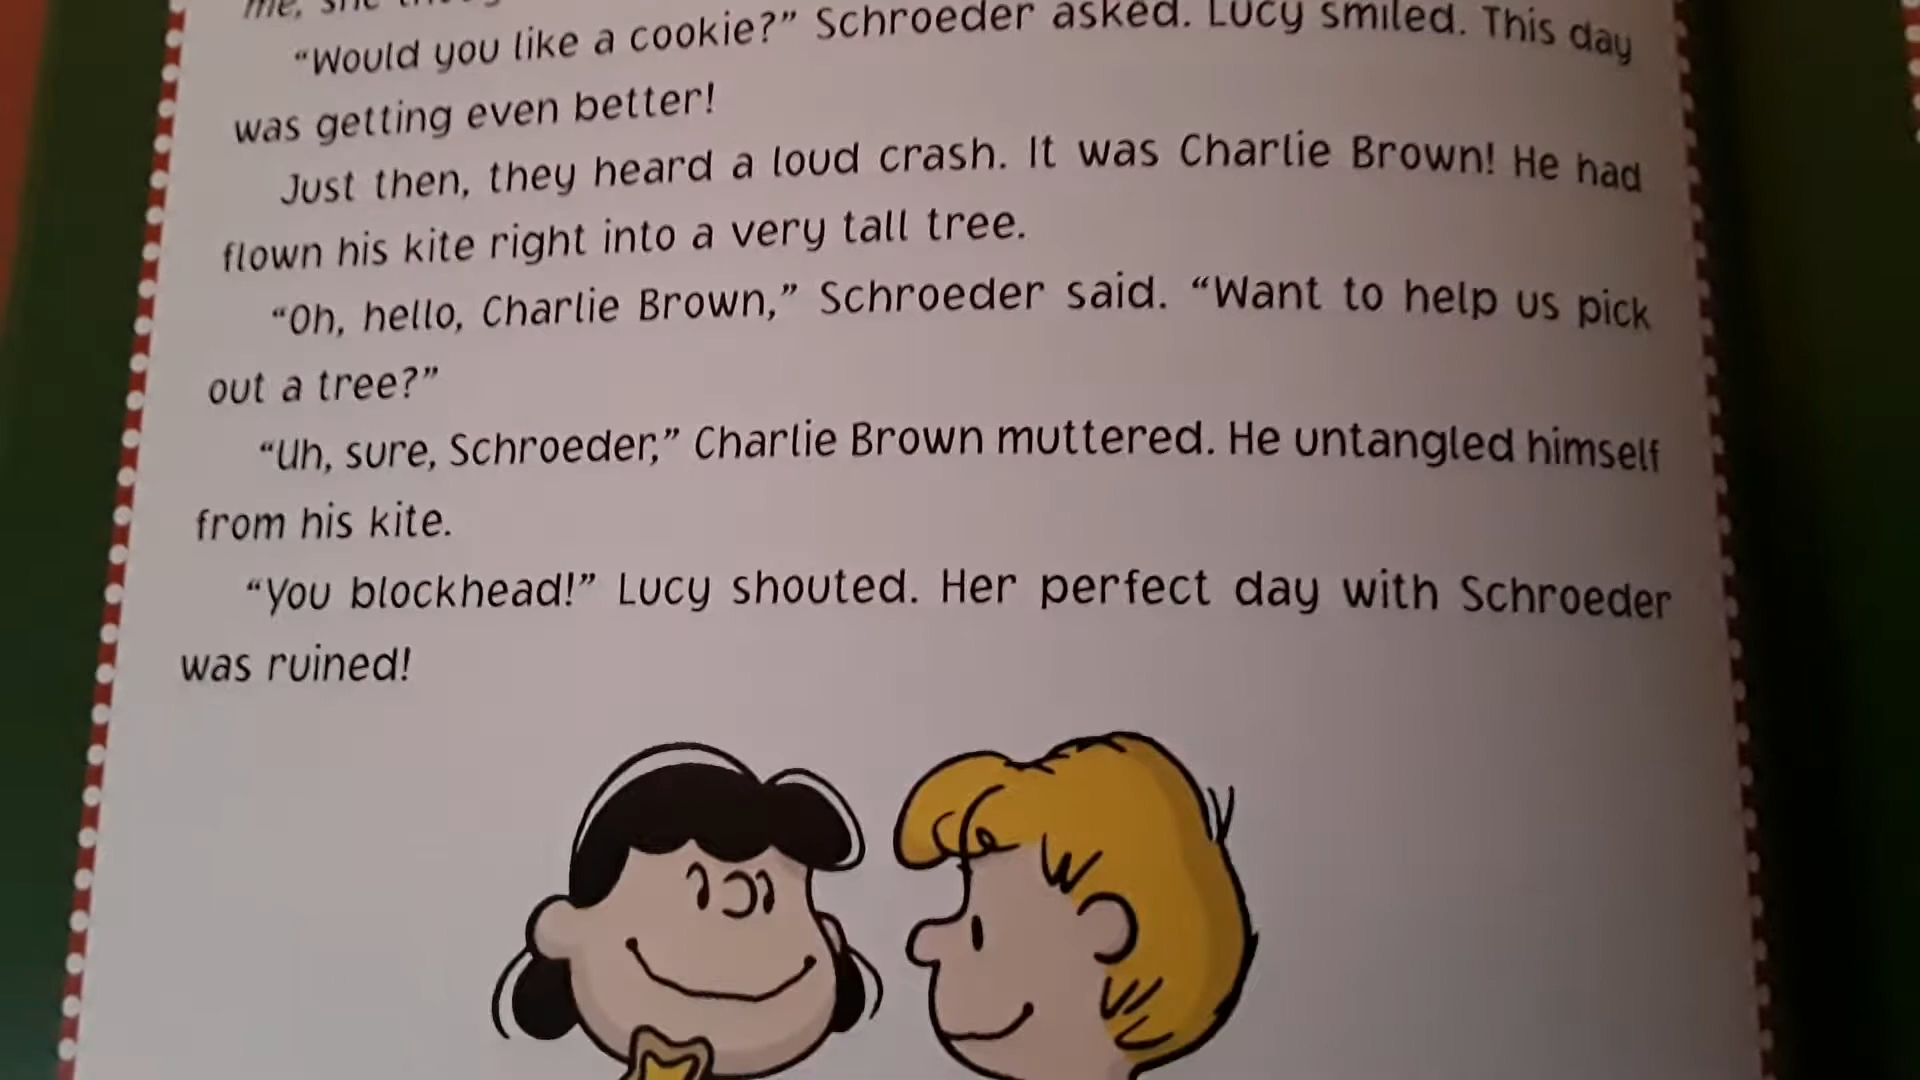 me, she
“Would you like a cookie?” Schroeder asked. Lucy smiled. This day
was getting even better!
Just then, they heard a loud crash. It was Charlie Brown! He had
flown his kite right into a very tall tree.
“Oh, hello, Charlie Brown,” Schroeder said. “Want to help us pick
out a tree?”
“Uh, sure, Schroeder,” Charlie Brown muttered. He untangled himself
from his kite.
“You blockhead!” Lucy shouted. Her perfect day with Schroeder
was ruined!